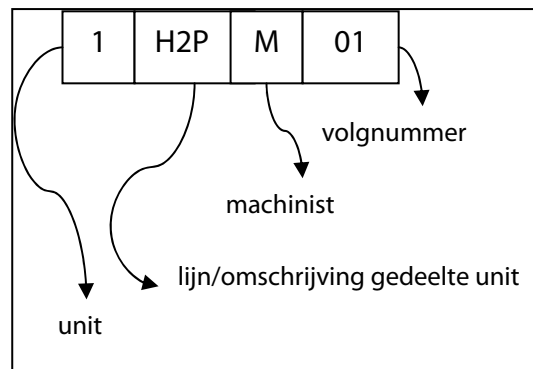 1 H2P M 01
volgnummer
machinist
lijn/omschrijving gedeelte unit
unit